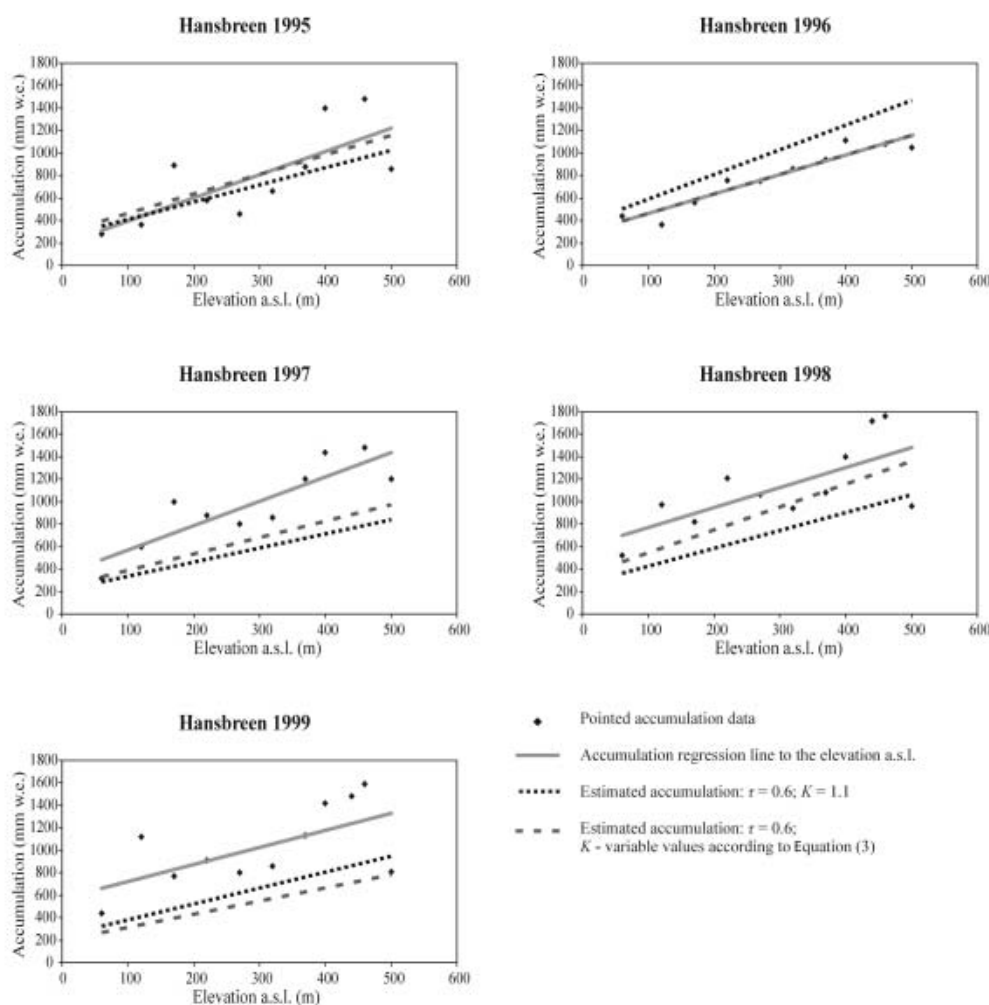 Hansbreen 1995
Accumulation (mm w.e.)
1800
1600
1400
1200
1000
800
600
400
200
0
0 100 200 300 400 500 600
Elevation a.s.l. (m)
Hansbreen 1996
Accumulation (mm w.e.)
1800
1600
1400
1200
1000
800
600
400
200
0
0 100 200 300 400 500 600
Elevation a.s.l. (m)
Hansbreen 1997
Accumulation (mm w.e.)
1800
1600
1400
1200
1000
800
600
400
200
0
0 100 200 300 400 500 600
Elevation a.s.l. (m)
Hansbreen 1998
Accumulation (mm w.e.)
1800
1600
1400
1200
1000
800
600
400
200
0
0 100 200 300 400 500 600
Elevation a.s.l. (m)
Hansbreen 1999
Accumulation (mm w.e.)
1800
1600
1400
1200
1000
800
600
400
200
0
0 100 200 300 400 500 600
Elevation a.s.l. (m)
Pointed accumulation data
Accumulation regression line to the elevation a.s.l.
Estimated accumulation: τ = 0.6; K = 1.1
Estimated accumulation: τ = 0.6;
K - variable values according to Equation (3)